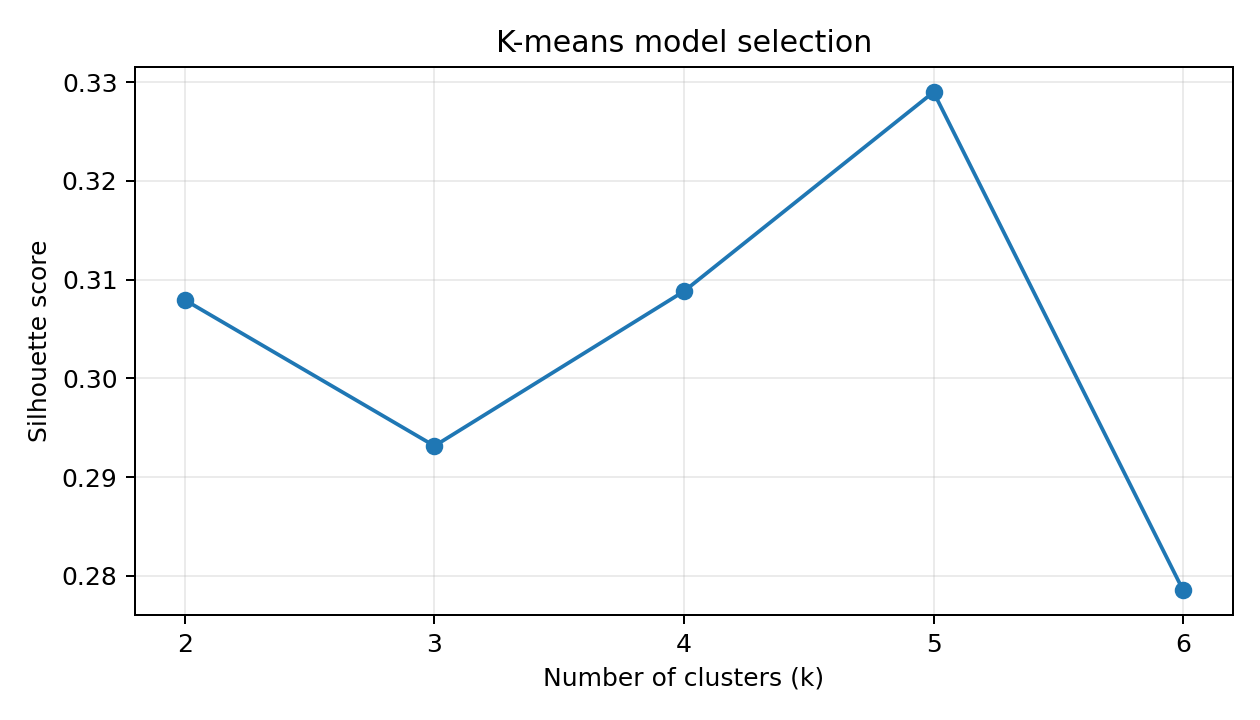 K-means model selection
0.33
0.32
0.31
0.30
0.29
0.28
Silhouette score
2 3 4 5 6
Number of clusters (k)